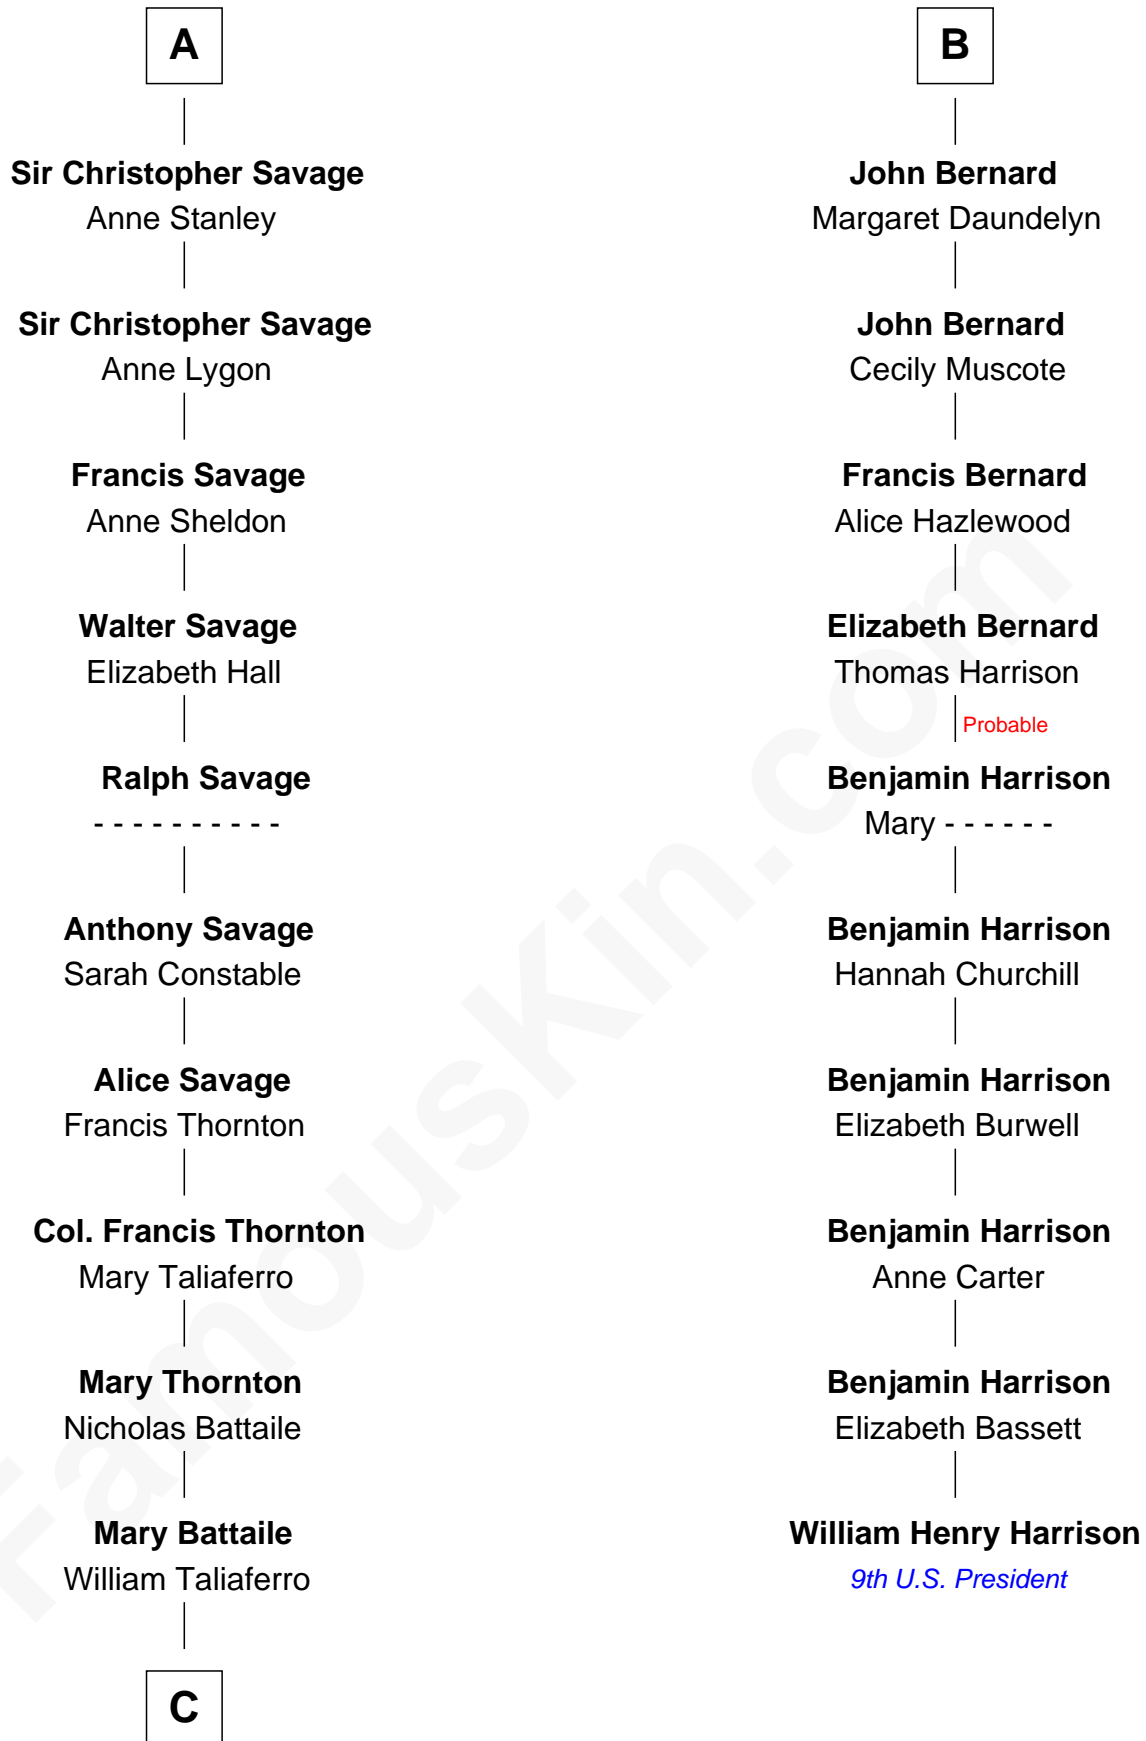 A
Sir Christopher Savage
Anne Stanley
Sir Christopher Savage
Anne Lygon
Francis Savage
Anne Sheldon
Walter Savage
Elizabeth Hall
Ralph Savage
- - - - - - - - - -
Anthony Savage
Sarah Constable
Alice Savage
Francis Thornton
Col. Francis Thornton
Mary Taliaferro
Mary Thornton
Nicholas Battaile
Mary Battaile
William Taliaferro
C
B
John Bernard
Margaret Daundelyn
John Bernard
Cecily Muscote
Francis Bernard
Alice Hazlewood
Elizabeth Bernard
Thomas Harrison
Probable
Benjamin Harrison
Mary - - - - - -
Benjamin Harrison
Hannah Churchill
Benjamin Harrison
Elizabeth Burwell
Benjamin Harrison
Anne Carter
Benjamin Harrison
Elizabeth Bassett
William Henry Harrison
9th U.S. President
FamousKin.com